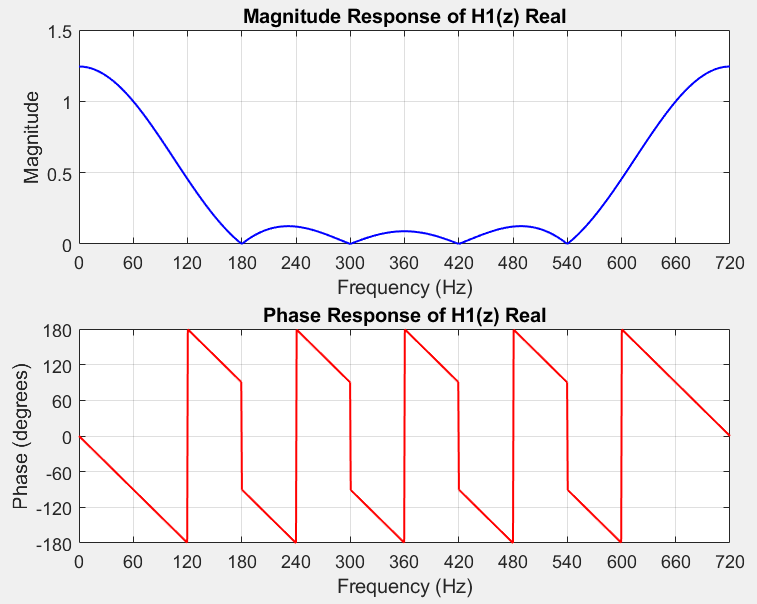 Magnitude Response of H1(z) Real
1.5
1
0.5
0
Magnitude
0 60 120 180 240 300 360 420 480 540 600 660 720
Frequency (Hz)
Phase Response of H1(z) Real
180
120
60
0
-60
-120
-180
Phase (degrees)
0 60 120 180 240 300 360 420 480 540 600 660 720
Frequency (Hz)